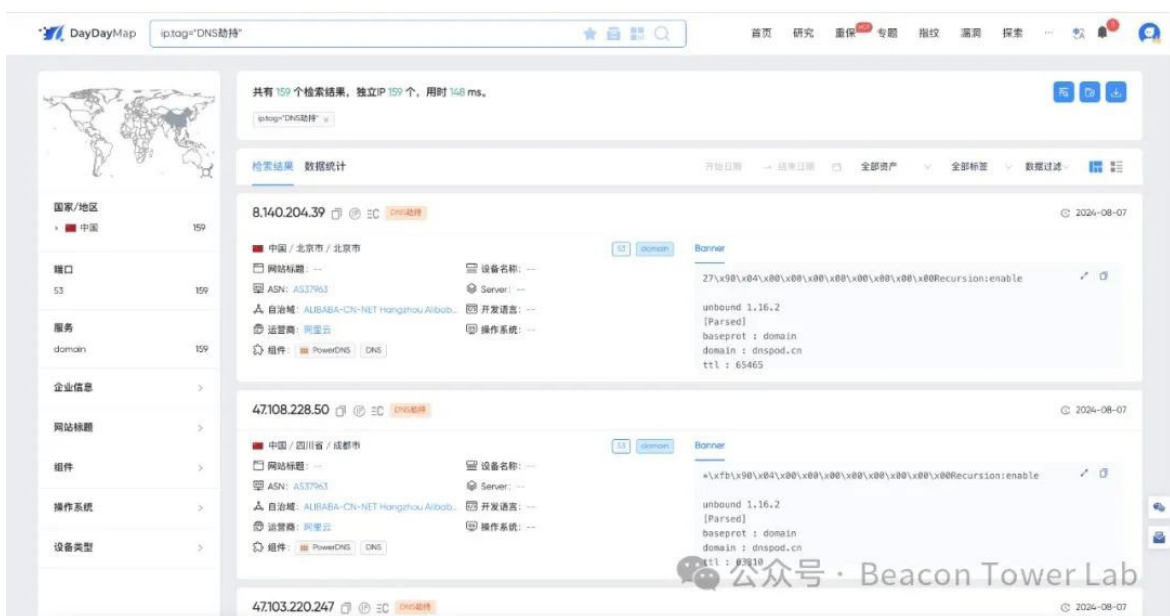 DayDayMap
ip.tag="DNS劫持"
首页 研究 重保 专题 指纹 漏洞 探索 ...
共有 159 个检索结果，独立IP 159 个，用时 148 ms。
ip.tag="DNS劫持" ×
检索结果 数据统计
开始日期 → 结束日期 全部资产 全部标签 数据过滤
国家/地区
中国 159
端口
53 159
服务
domain 159
企业信息
网站标题
组件
操作系统
设备类型
8.140.204.39 DNS劫持
2024-08-07
中国 / 北京市 / 北京市
53 domain
网站标题: --
设备名称: --
ASN: AS37963
Server: --
自治域: ALIBABA-CN-NET Hangzhou Alibab...
开发语言: --
运营商: 阿里云
操作系统: --
组件: PowerDNS DNS
Banner
27\x90\x04\x00\x00\x00\x00\x00\x00\x00\x00Recursion:enable
unbound 1.16.2
[Parsed]
baseprot : domain
domain : dnspod.cn
ttl : 65465
47.108.228.50 DNS劫持
2024-08-07
中国 / 四川省 / 成都市
53 domain
网站标题: --
设备名称: --
ASN: AS37963
Server: --
自治域: ALIBABA-CN-NET Hangzhou Alibab...
开发语言: --
运营商: 阿里云
操作系统: --
组件: PowerDNS DNS
Banner
*\xfb\x90\x04\x00\x00\x00\x00\x00\x00\x00\x00Recursion:enable
unbound 1.16.2
[Parsed]
baseprot : domain
domain : dnspod.cn
ttl :
公众号 · Beacon Tower Lab
47.103.220.247 DNS劫持
2024-08-07